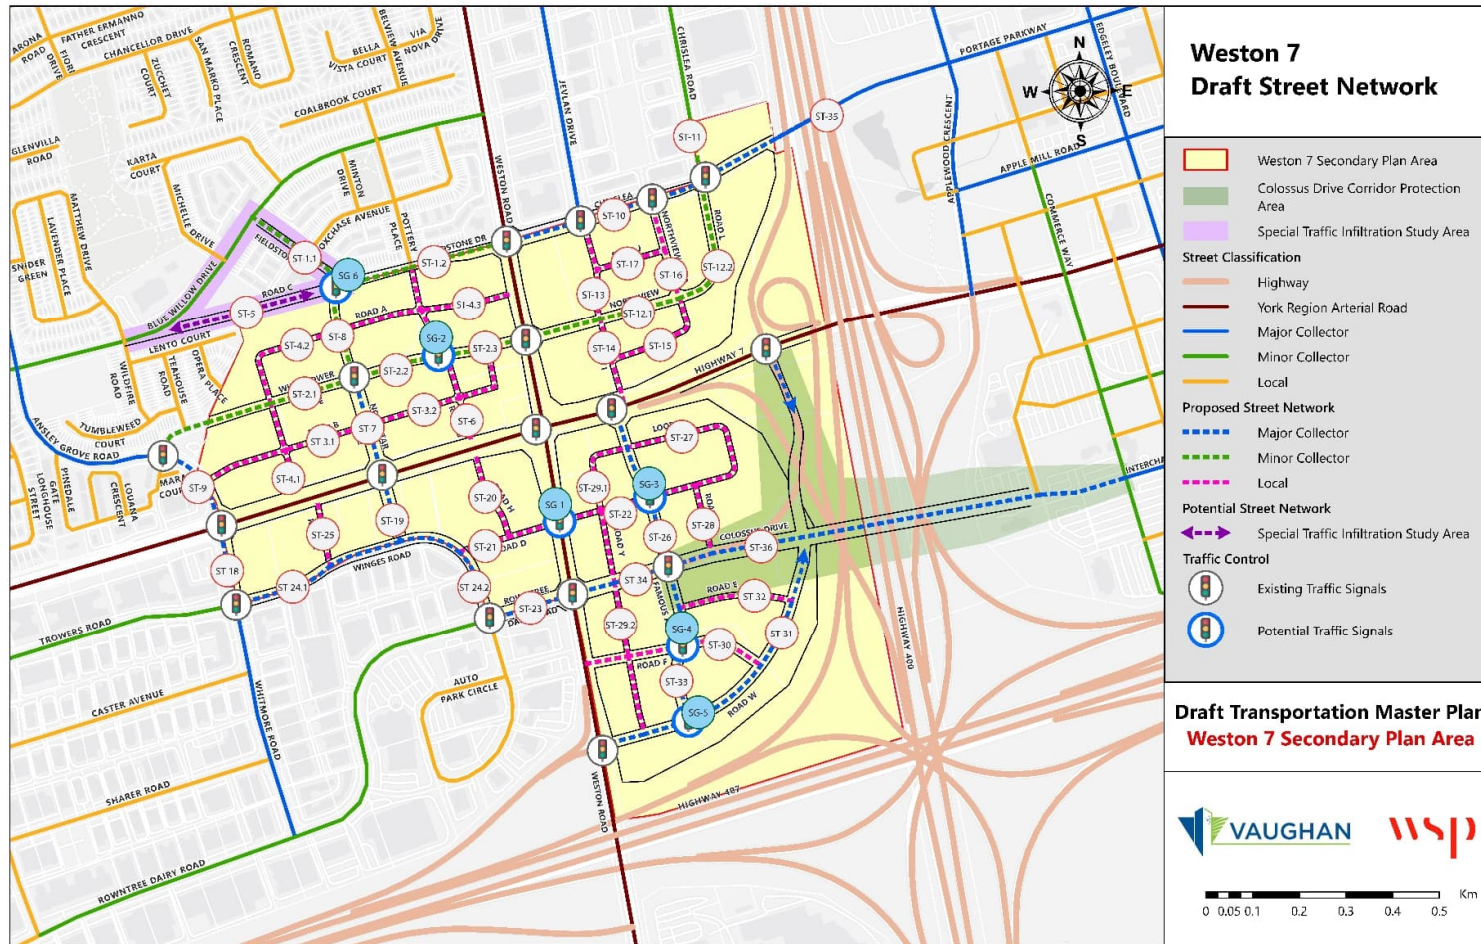 ARONA
ROAD
FATHER ERMANNO
CRESCENT
FIORI
DRIVE
CHANCELLOR DRIVE
ZUCCHET
COURT
SAN MARKO PLACE
ROMANO
CRESCENT
BELLA
VISTA COURT
BELVIEW AVENUE
VIA
NOVA DRIVE
COALBROOK COURT
GLENVILLA
ROAD
KARTA
COURT
MICHELLE DRIVE
MINTON
DRIVE
MATTHEW DRIVE
LAVENDER PLACE
SNIDER
GREEN
POTTERY
PLACE
BLUE WILLOW DRIVE
ROAD C
LENTO COURT
WILDFIRE
ROAD
TEAHOUSE
ROAD
OPERA PLACE
TUMBLEWEED
COURT
ANSLEY GROVE ROAD
PINEDALE
GATE
LONGHOUSE
STREET
LOUANA
CRESCENT
JEVLAN DRIVE
CHRISLEA ROAD
WESTON ROAD
PORTAGE PARKWAY
EDGELEY BOULEVARD
APPLEWOOD CRESCENT
APPLE MILL ROAD
COMMERCE WAY
N
W
E
S
ST-35
ST-11
ST-10
ST-1.1
ST-1.2
SG 6
ST-5
ROAD A
ST-4.3
ST-8
ST-4.2
SG-2
ST-2.3
ST-2.2
ST-2.1
ST-3.2
ST-3.1
ST 7
ST-6
ST-4.1
ST-9
ST-17
ST-16
ROAD L
ST-12.2
ST-13
ST-12.1
ST-14
ST-15
HIGHWAY 7
ST-27
ST-29.1
SG-3
ST-20
SG 1
ST-22
ST-28
ST-19
ST-25
ST-21
ROAD D
ROAD Y
ST-26
COLOSSUS DRIVE
ST-36
WINGES ROAD
ST 18
ST 24.1
ST 24.2
ST-23
ST 34
ROAD E
ST 32
ST-29.2
SG-4
ST-30
ST 31
ROAD F
ST-33
SG-5
ROAD W
TROWERS ROAD
CASTER AVENUE
WHITMORE ROAD
AUTO
PARK CIRCLE
SHARER ROAD
ROWNTREE DAIRY ROAD
WESTON ROAD
HIGHWAY 407
HIGHWAY 400
Weston 7
Draft Street Network
Weston 7 Secondary Plan Area
Colossus Drive Corridor Protection
Area
Special Traffic Infiltration Study Area
Street Classification
Highway
York Region Arterial Road
Major Collector
Minor Collector
Local
Proposed Street Network
Major Collector
Minor Collector
Local
Potential Street Network
Special Traffic Infiltration Study Area
Traffic Control
Existing Traffic Signals
Potential Traffic Signals
Draft Transportation Master Plan
Weston 7 Secondary Plan Area
VAUGHAN
wsp
Km
0 0.05 0.1 0.2 0.3 0.4 0.5